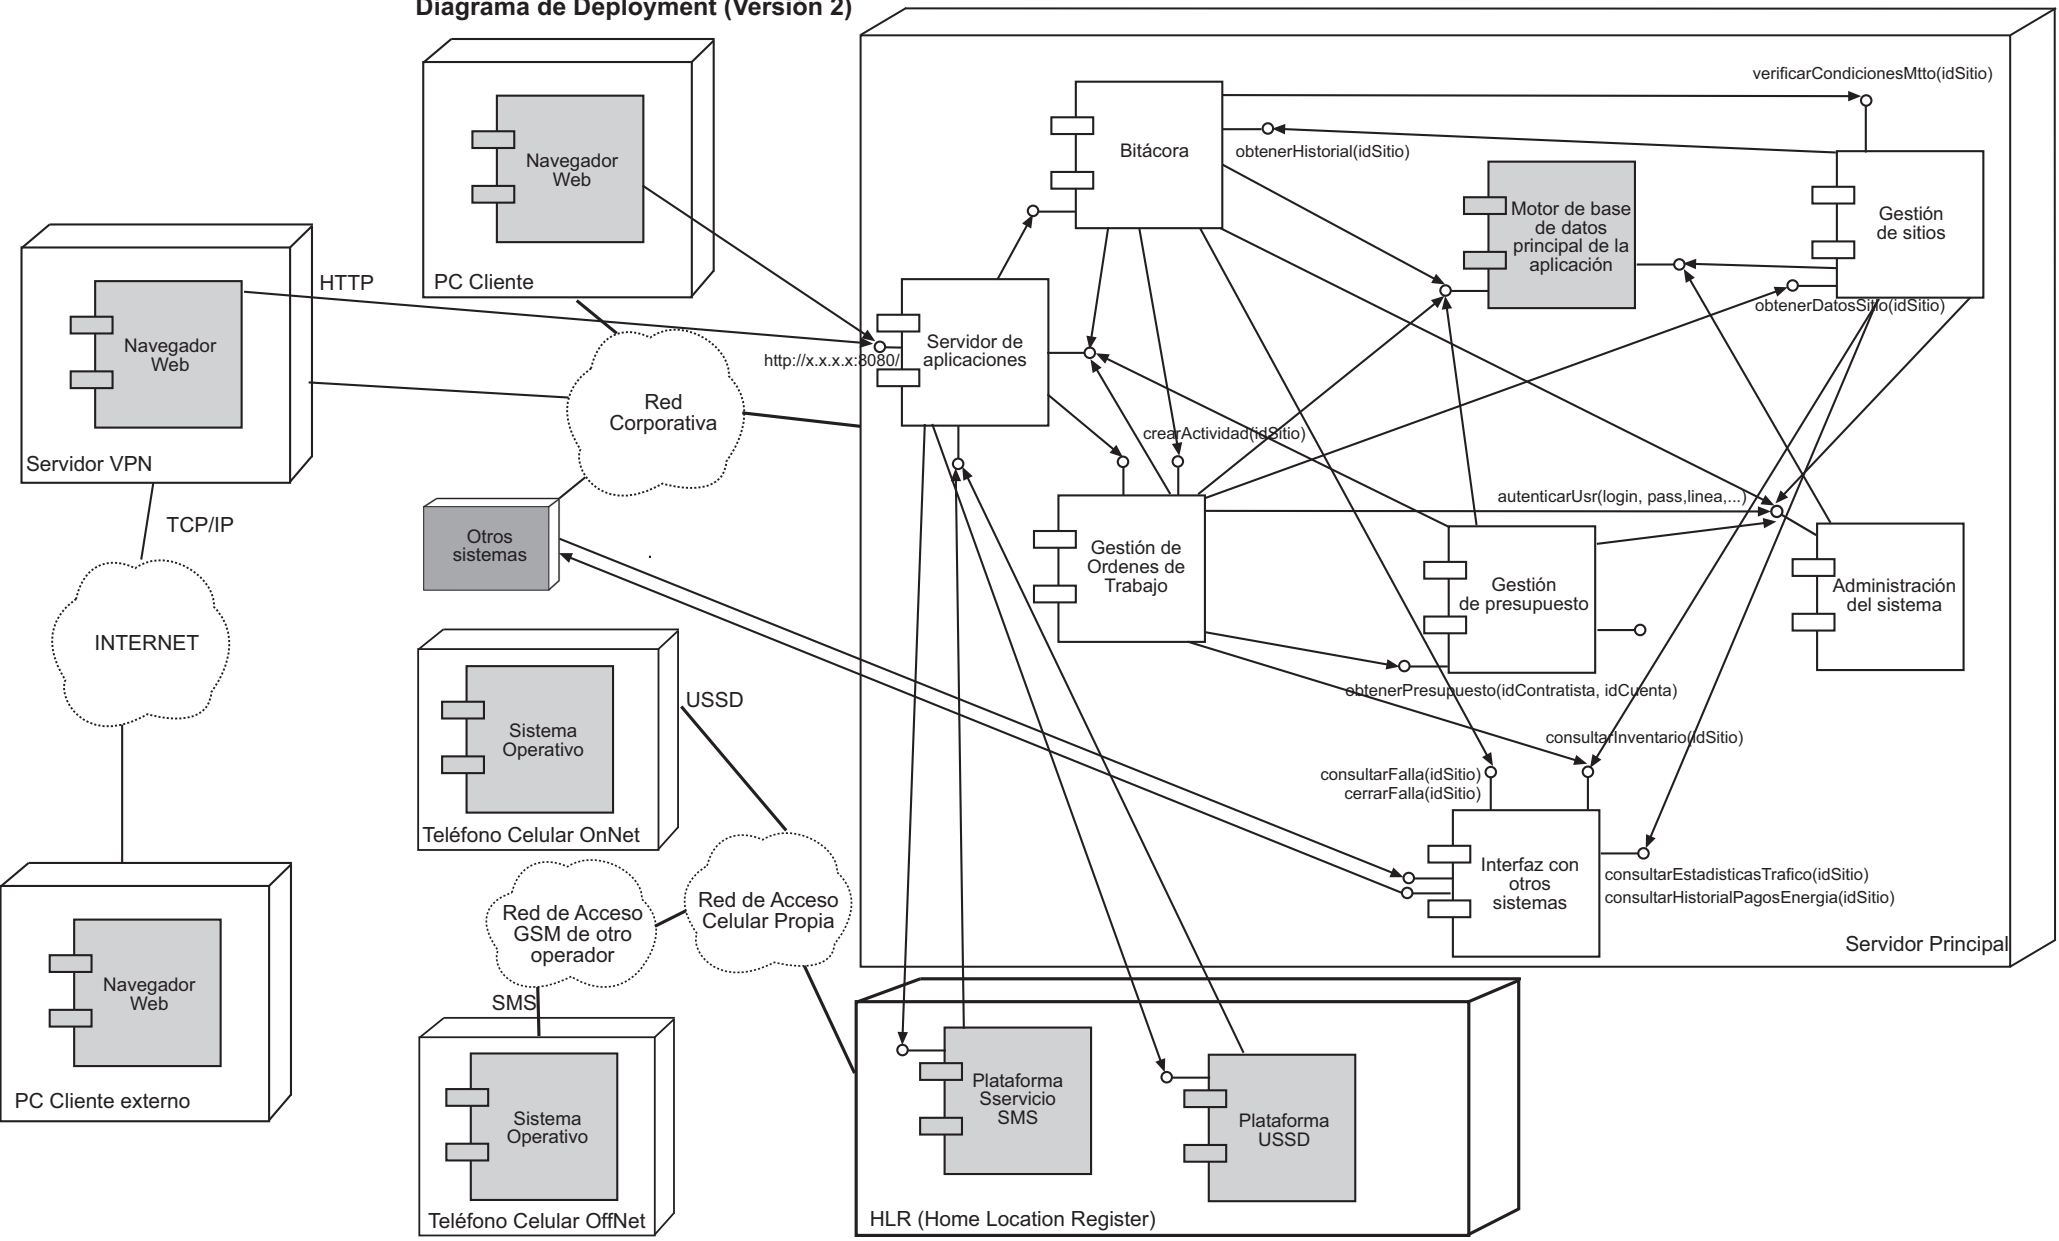 Diagrama de Deployment (Versión 2)
Navegador
Web
PC Cliente
Navegador
Web
Servidor VPN
HTTP
TCP/IP
INTERNET
Navegador
Web
PC Cliente externo
Red
Corporativa
Otros
sistemas
Sistema
Operativo
Teléfono Celular OnNet
USSD
Red de Acceso
GSM de otro
operador
Red de Acceso
Celular Propia
SMS
Sistema
Operativo
Teléfono Celular OffNet
verificarCondicionesMtto(idSitio)
Bitácora
obtenerHistorial(idSitio)
Motor de base
de datos
principal de la
aplicación
Gestión
de sitios
obtenerDatosSitio(idSitio)
Servidor de
aplicaciones
http://x.x.x.x:8080/
crearActividad(idSitio)
autenticarUsr(login, pass,linea,...)
Gestión de
Ordenes de
Trabajo
Gestión
de presupuesto
Administración
del sistema
obtenerPresupuesto(idContratista, idCuenta)
consultarInventario(idSitio)
consultarFalla(idSitio)
cerrarFalla(idSitio)
Interfaz con
otros
sistemas
consultarEstadisticasTrafico(idSitio)
consultarHistorialPagosEnergia(idSitio)
Servidor Principal
Plataforma
Sservicio
SMS
Plataforma
USSD
HLR (Home Location Register)